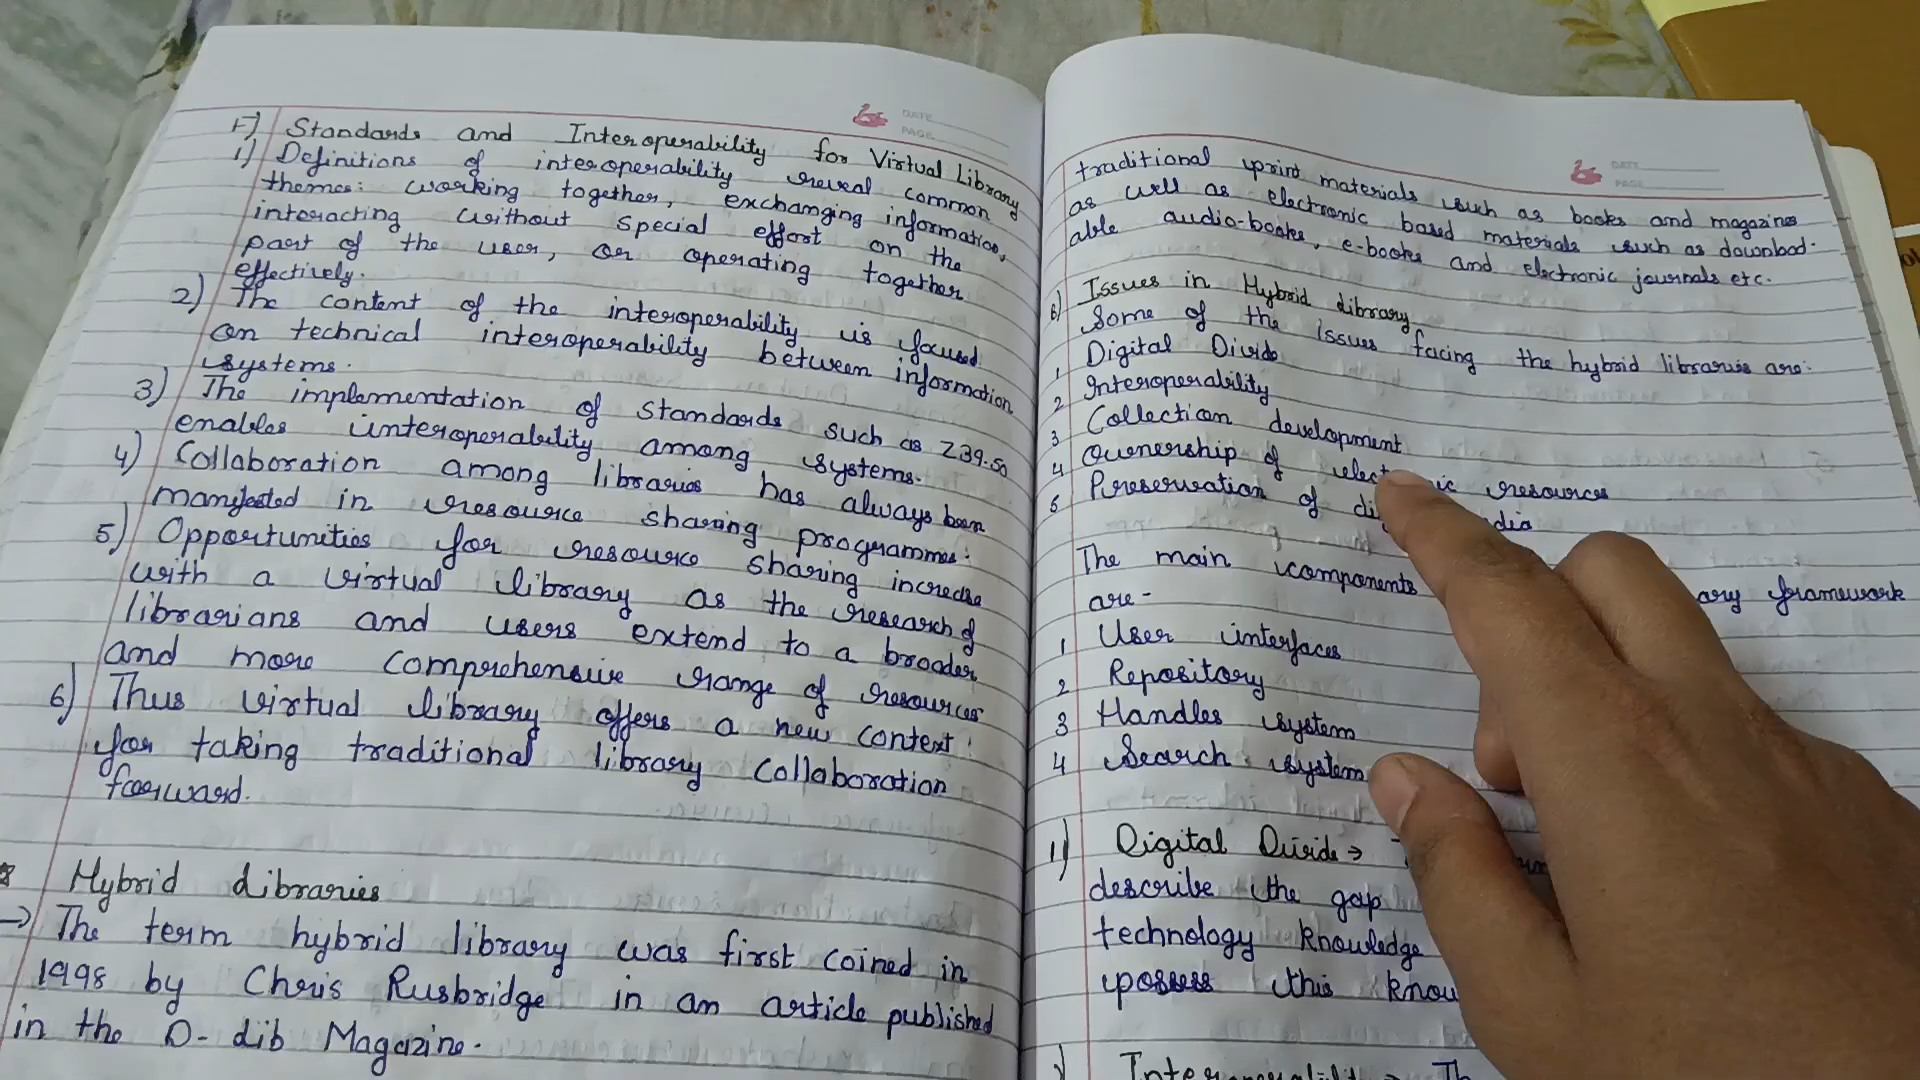 F) Standards and Interoperability for Virtual Library
1) Definitions of interoperability reveal common
themes: working together, exchanging information,
interacting without special effort on the
part of the user, or operating together
effectively.
2) The content of the interoperability is focused
on technical interoperability between information
systems.
3) The implementation of standards such as Z39.50
enables interoperability among systems.
4) Collaboration among libraries has always been
manifested in resource sharing programmes.
5) Opportunities for resource sharing increase
with a virtual library as the research of
librarians and users extend to a broader
and more comprehensive range of resources
6) Thus virtual library offers a new context
for taking traditional library collaboration
forward.
Hybrid Libraries
→ The term hybrid library was first coined in
1998 by Chris Rusbridge in an article published
in the D-Lib Magazine.
DATE
PAGE
DATE
PAGE
traditional print materials such as books and magazines
as well as electronic based materials such as download-
able audio-books, e-books and electronic journals etc.
Issues in Hybrid Library
Some of the issues facing the hybrid libraries are:
1 Digital Divide
2 Interoperability
3 Collection development
4 Ownership of resources
5 Preservation of
The main components framework
are-
1 User interfaces
2 Repository
3 Handles system
4 Search system
1) Digital Divide →
describe the gap
technology knowledge
possess this